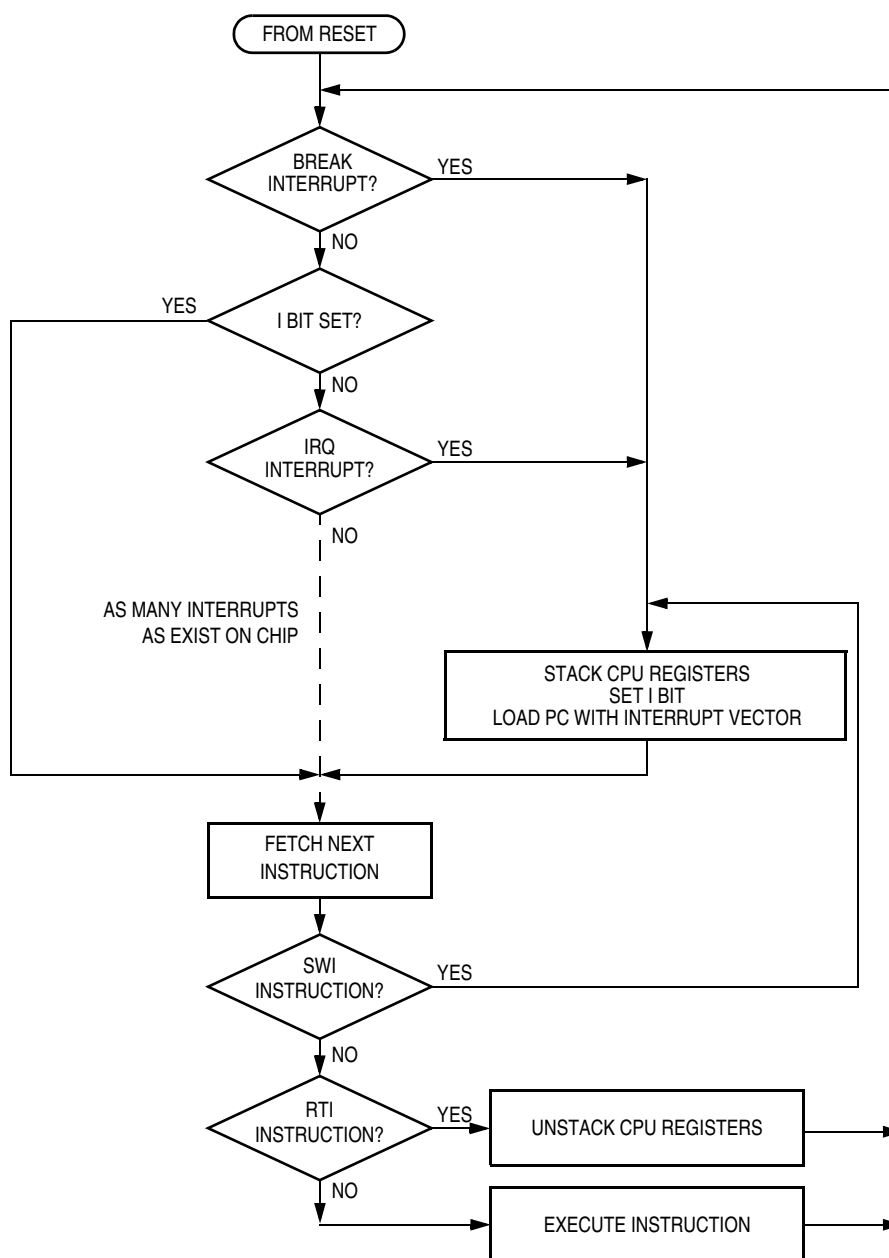 FROM RESET
BREAK
INTERRUPT?
YES
NO
YES
I BIT SET?
NO
IRQ
INTERRUPT?
YES
NO
AS MANY INTERRUPTS
AS EXIST ON CHIP
STACK CPU REGISTERS
SET I BIT
LOAD PC WITH INTERRUPT VECTOR
FETCH NEXT
INSTRUCTION
SWI
INSTRUCTION?
YES
NO
RTI
INSTRUCTION?
YES
UNSTACK CPU REGISTERS
NO
EXECUTE INSTRUCTION